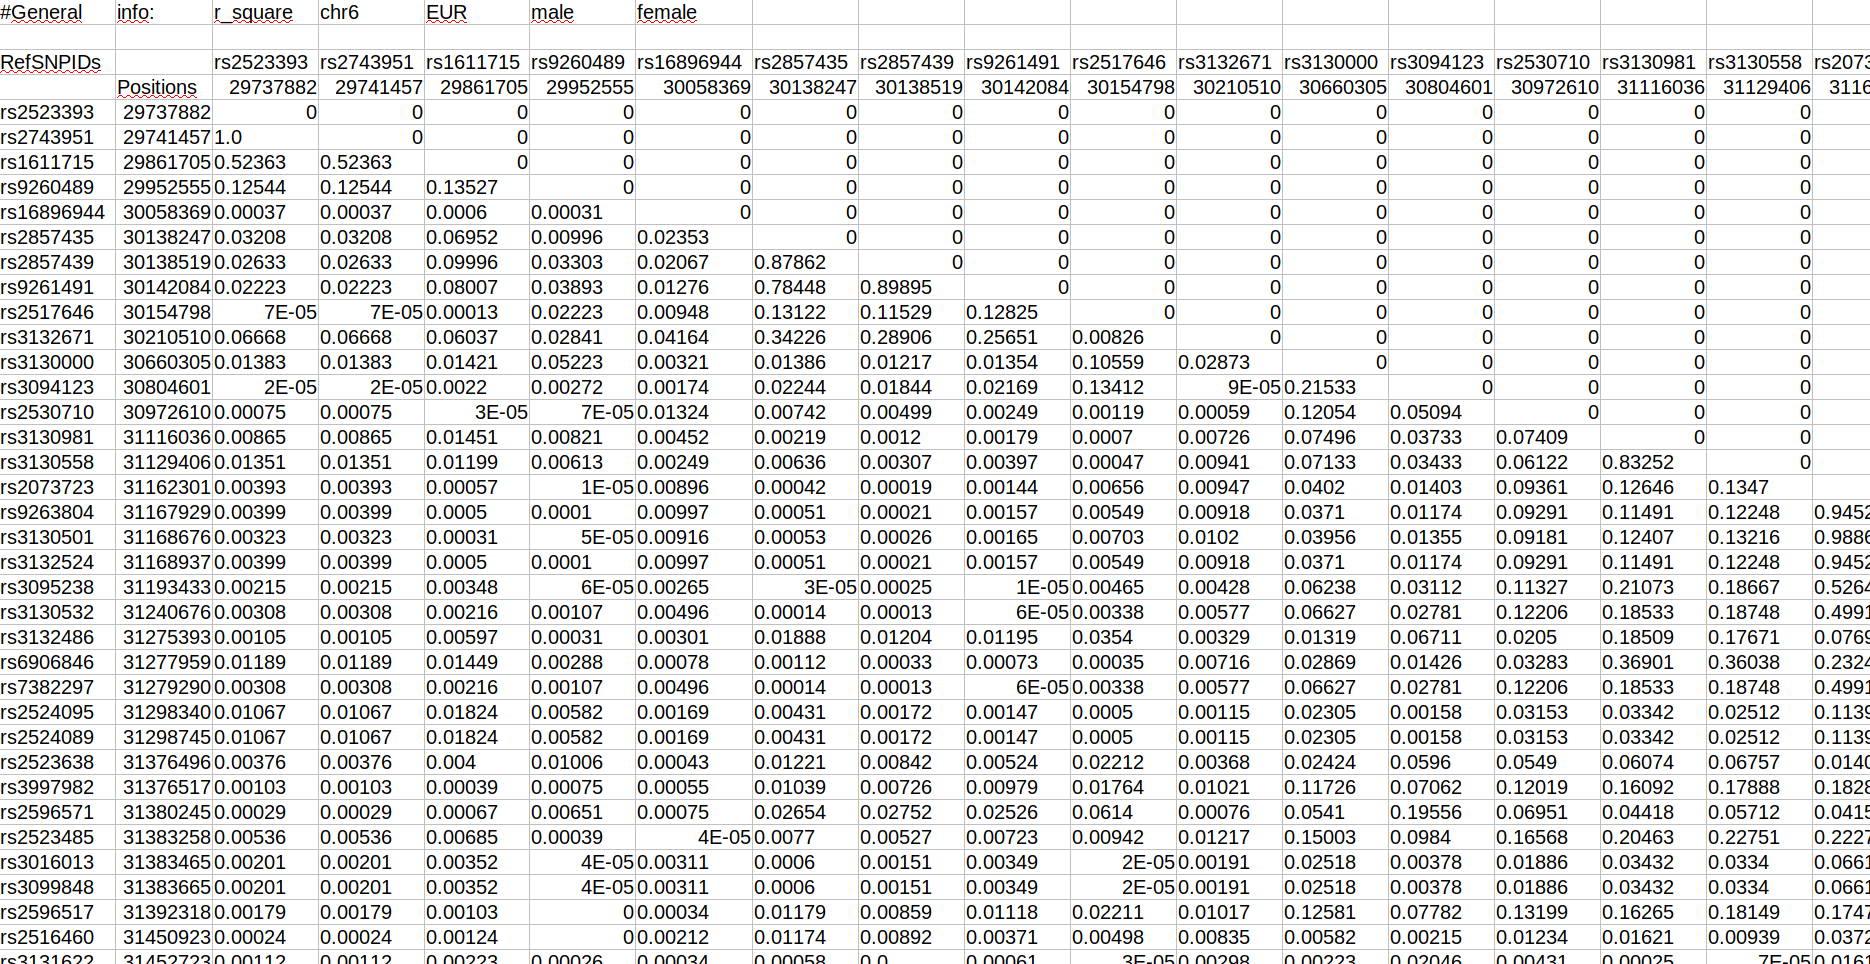 #General info: r_square chr6 EUR male female
RefSNPIDs rs2523393 rs2743951 rs1611715 rs9260489 rs16896944 rs2857435 rs2857439 rs9261491 rs2517646 rs3132671 rs3130000 rs3094123 rs2530710 rs3130981 rs3130558 rs2073
Positions 29737882 29741457 29861705 29952555 30058369 30138247 30138519 30142084 30154798 30210510 30660305 30804601 30972610 31116036 31129406 3116
rs2523393 29737882 0 0 0 0 0 0 0 0 0 0 0 0 0 0 0
rs2743951 29741457 1.0 0 0 0 0 0 0 0 0 0 0 0 0 0 0
rs1611715 29861705 0.52363 0.52363 0 0 0 0 0 0 0 0 0 0 0 0 0
rs9260489 29952555 0.12544 0.12544 0.13527 0 0 0 0 0 0 0 0 0 0 0 0
rs16896944 30058369 0.00037 0.00037 0.0006 0.00031 0 0 0 0 0 0 0 0 0 0 0
rs2857435 30138247 0.03208 0.03208 0.06952 0.00996 0.02353 0 0 0 0 0 0 0 0 0 0
rs2857439 30138519 0.02633 0.02633 0.09996 0.03303 0.02067 0.87862 0 0 0 0 0 0 0 0 0
rs9261491 30142084 0.02223 0.02223 0.08007 0.03893 0.01276 0.78448 0.89895 0 0 0 0 0 0 0 0
rs2517646 30154798 7E-05 7E-05 0.00013 0.02223 0.00948 0.13122 0.11529 0.12825 0 0 0 0 0 0 0
rs3132671 30210510 0.06668 0.06668 0.06037 0.02841 0.04164 0.34226 0.28906 0.25651 0.00826 0 0 0 0 0 0
rs3130000 30660305 0.01383 0.01383 0.01421 0.05223 0.00321 0.01386 0.01217 0.01354 0.10559 0.02873 0 0 0 0 0
rs3094123 30804601 2E-05 2E-05 0.0022 0.00272 0.00174 0.02244 0.01844 0.02169 0.13412 9E-05 0.21533 0 0 0 0
rs2530710 30972610 0.00075 0.00075 3E-05 7E-05 0.01324 0.00742 0.00499 0.00249 0.00119 0.00059 0.12054 0.05094 0 0 0
rs3130981 31116036 0.00865 0.00865 0.01451 0.00821 0.00452 0.00219 0.0012 0.00179 0.0007 0.00726 0.07496 0.03733 0.07409 0 0
rs3130558 31129406 0.01351 0.01351 0.01199 0.00613 0.00249 0.00636 0.00307 0.00397 0.00047 0.00941 0.07133 0.03433 0.06122 0.83252 0
rs2073723 31162301 0.00393 0.00393 0.00057 1E-05 0.00896 0.00042 0.00019 0.00144 0.00656 0.00947 0.0402 0.01403 0.09361 0.12646 0.1347
rs9263804 31167929 0.00399 0.00399 0.0005 0.0001 0.00997 0.00051 0.00021 0.00157 0.00549 0.00918 0.0371 0.01174 0.09291 0.11491 0.12248 0.9452
rs3130501 31168676 0.00323 0.00323 0.00031 5E-05 0.00916 0.00053 0.00026 0.00165 0.00703 0.0102 0.03956 0.01355 0.09181 0.12407 0.13216 0.9886
rs3132524 31168937 0.00399 0.00399 0.0005 0.0001 0.00997 0.00051 0.00021 0.00157 0.00549 0.00918 0.0371 0.01174 0.09291 0.11491 0.12248 0.9452
rs3095238 31193433 0.00215 0.00215 0.00348 6E-05 0.00265 3E-05 0.00025 1E-05 0.00465 0.00428 0.06238 0.03112 0.11327 0.21073 0.18667 0.5264
rs3130532 31240676 0.00308 0.00308 0.00216 0.00107 0.00496 0.00014 0.00013 6E-05 0.00338 0.00577 0.06627 0.02781 0.12206 0.18533 0.18748 0.4991
rs3132486 31275393 0.00105 0.00105 0.00597 0.00031 0.00301 0.01888 0.01204 0.01195 0.0354 0.00329 0.01319 0.06711 0.0205 0.18509 0.17671 0.0769
rs6906846 31277959 0.01189 0.01189 0.01449 0.00288 0.00078 0.00112 0.00033 0.00073 0.00035 0.00716 0.02869 0.01426 0.03283 0.36901 0.36038 0.2324
rs7382297 31279290 0.00308 0.00308 0.00216 0.00107 0.00496 0.00014 0.00013 6E-05 0.00338 0.00577 0.06627 0.02781 0.12206 0.18533 0.18748 0.4991
rs2524095 31298340 0.01067 0.01067 0.01824 0.00582 0.00169 0.00431 0.00172 0.00147 0.0005 0.00115 0.02305 0.00158 0.03153 0.03342 0.02512 0.1139
rs2524089 31298745 0.01067 0.01067 0.01824 0.00582 0.00169 0.00431 0.00172 0.00147 0.0005 0.00115 0.02305 0.00158 0.03153 0.03342 0.02512 0.1139
rs2523638 31376496 0.00376 0.00376 0.004 0.01006 0.00043 0.01221 0.00842 0.00524 0.02212 0.00368 0.02424 0.0596 0.0549 0.06074 0.06757 0.0140
rs3997982 31376517 0.00103 0.00103 0.00039 0.00075 0.00055 0.01039 0.00726 0.00979 0.01764 0.01021 0.11726 0.07062 0.12019 0.16092 0.17888 0.1828
rs2596571 31380245 0.00029 0.00029 0.00067 0.00651 0.00075 0.02654 0.02752 0.02526 0.0614 0.00076 0.0541 0.19556 0.06951 0.04418 0.05712 0.0415
rs2523485 31383258 0.00536 0.00536 0.00685 0.00039 4E-05 0.0077 0.00527 0.00723 0.00942 0.01217 0.15003 0.0984 0.16568 0.20463 0.22751 0.2227
rs3016013 31383465 0.00201 0.00201 0.00352 4E-05 0.00311 0.0006 0.00151 0.00349 2E-05 0.00191 0.02518 0.00378 0.01886 0.03432 0.0334 0.0661
rs3099848 31383665 0.00201 0.00201 0.00352 4E-05 0.00311 0.0006 0.00151 0.00349 2E-05 0.00191 0.02518 0.00378 0.01886 0.03432 0.0334 0.0661
rs2596517 31392318 0.00179 0.00179 0.00103 0 0.00034 0.01179 0.00859 0.01118 0.02211 0.01017 0.12581 0.07782 0.13199 0.16265 0.18149 0.1747
rs2516460 31450923 0.00024 0.00024 0.00124 0 0.00212 0.01174 0.00892 0.00371 0.00498 0.00835 0.00582 0.00215 0.01234 0.01621 0.00939 0.0372
rs3131622 31452723 0.00112 0.00112 0.00223 0.00026 0.00034 0.00058 0.0 0.00061 3E-05 0.00298 0.00223 0.02046 0.00431 0.00025 7E-05 0.0161